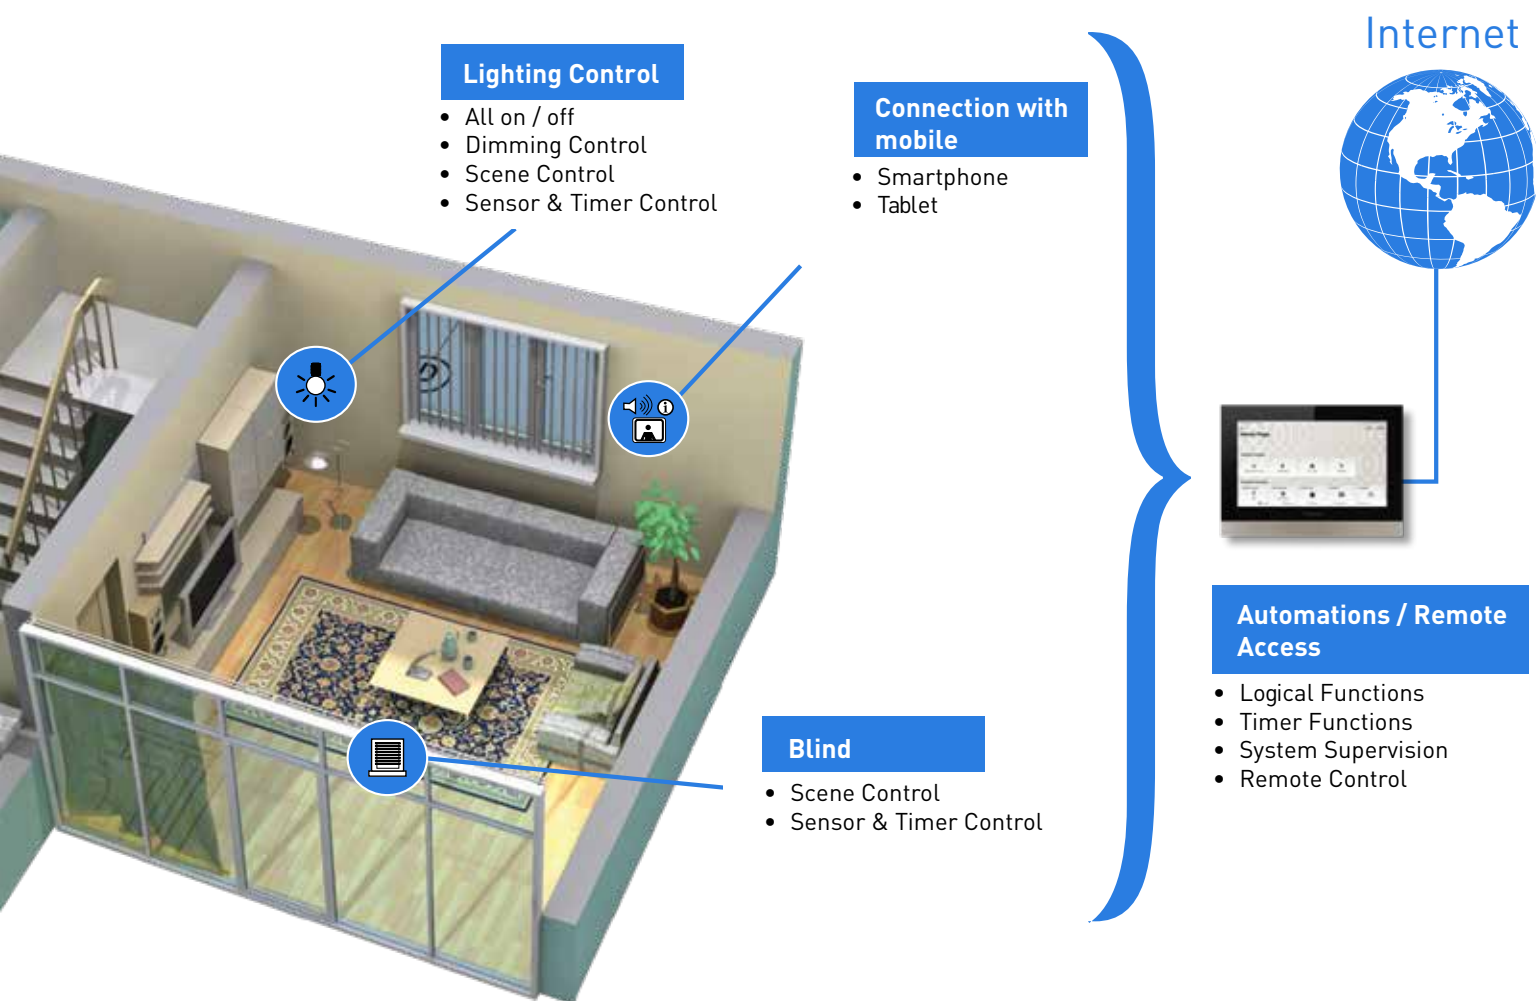 Internet
Lighting Control
• All on / off
• Dimming Control
• Scene Control
• Sensor & Timer Control
Connection with
mobile
• Smartphone
• Tablet
Automations / Remote
Access
• Logical Functions
• Timer Functions
• System Supervision
• Remote Control
Blind
• Scene Control
• Sensor & Timer Control